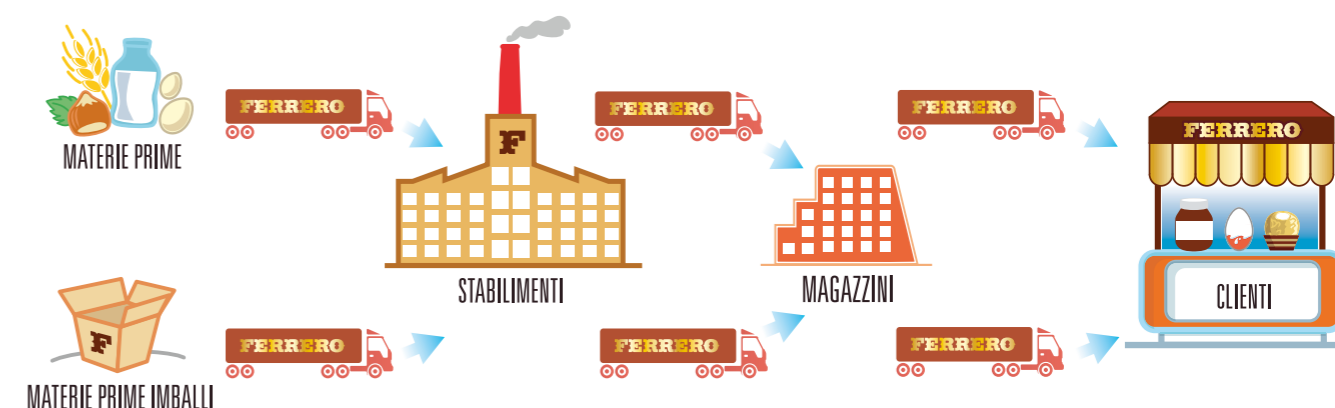 FERRERO
FERRERO
FERRERO
FERRERO
F
MATERIE PRIME
STABILIMENTI
MAGAZZINI
CLIENTI
F
FERRERO
FERRERO
FERRERO
MATERIE PRIME IMBALLI